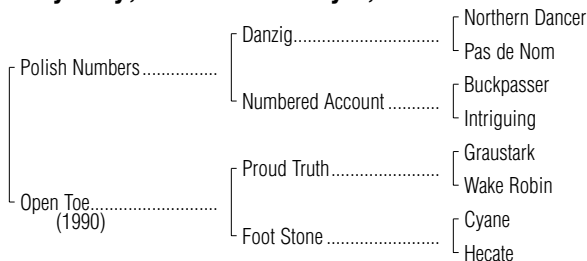 Northern Dancer
Danzig
Pas de Nom
Polish Numbers
Buckpasser
Numbered Account
Intriguing
Graustark
Proud Truth
Wake Robin
Open Toe
(1990)
Cyane
Foot Stone
Hecate